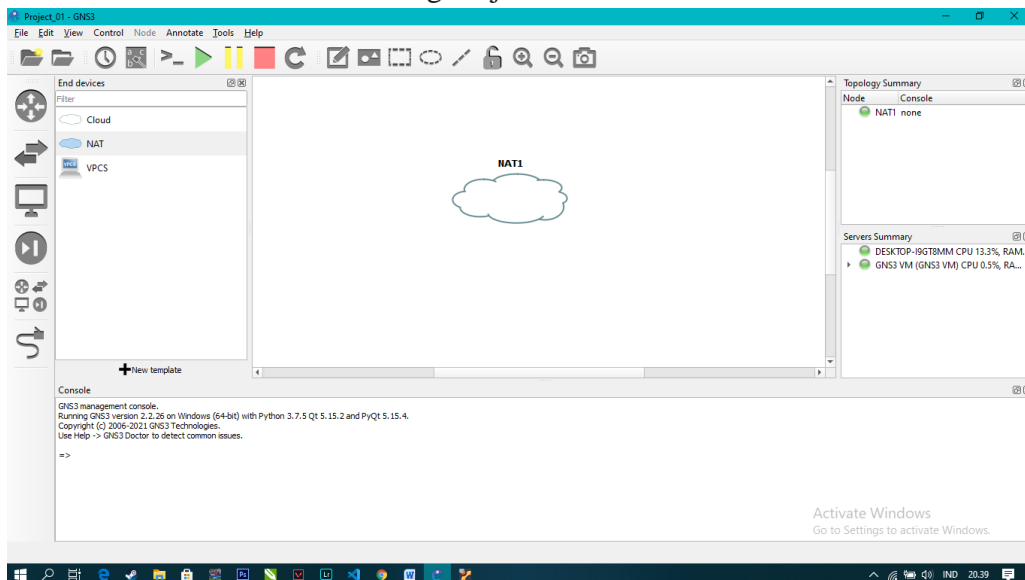 Project_01 - GNS3
File Edit View Control Node Annotate Tools Help
End devices
Filter
Cloud
NAT
VPCS
VPCS
New template
NAT1
Topology Summary
Node Console
NAT1 none
Servers Summary
DESKTOP-I9GT8MM CPU 13.3%, RAM...
GNS3 VM (GNS3 VM) CPU 0.5%, RA...
Console
GNS3 management console.
Running GNS3 version 2.2.26 on Windows (64-bit) with Python 3.7.5 Qt 5.15.2 and PyQt 5.15.4.
Copyright (c) 2006-2021 GNS3 Technologies.
Use Help -> GNS3 Doctor to detect common issues.
=>
Activate Windows
Go to Settings to activate Windows.
IND 20.39